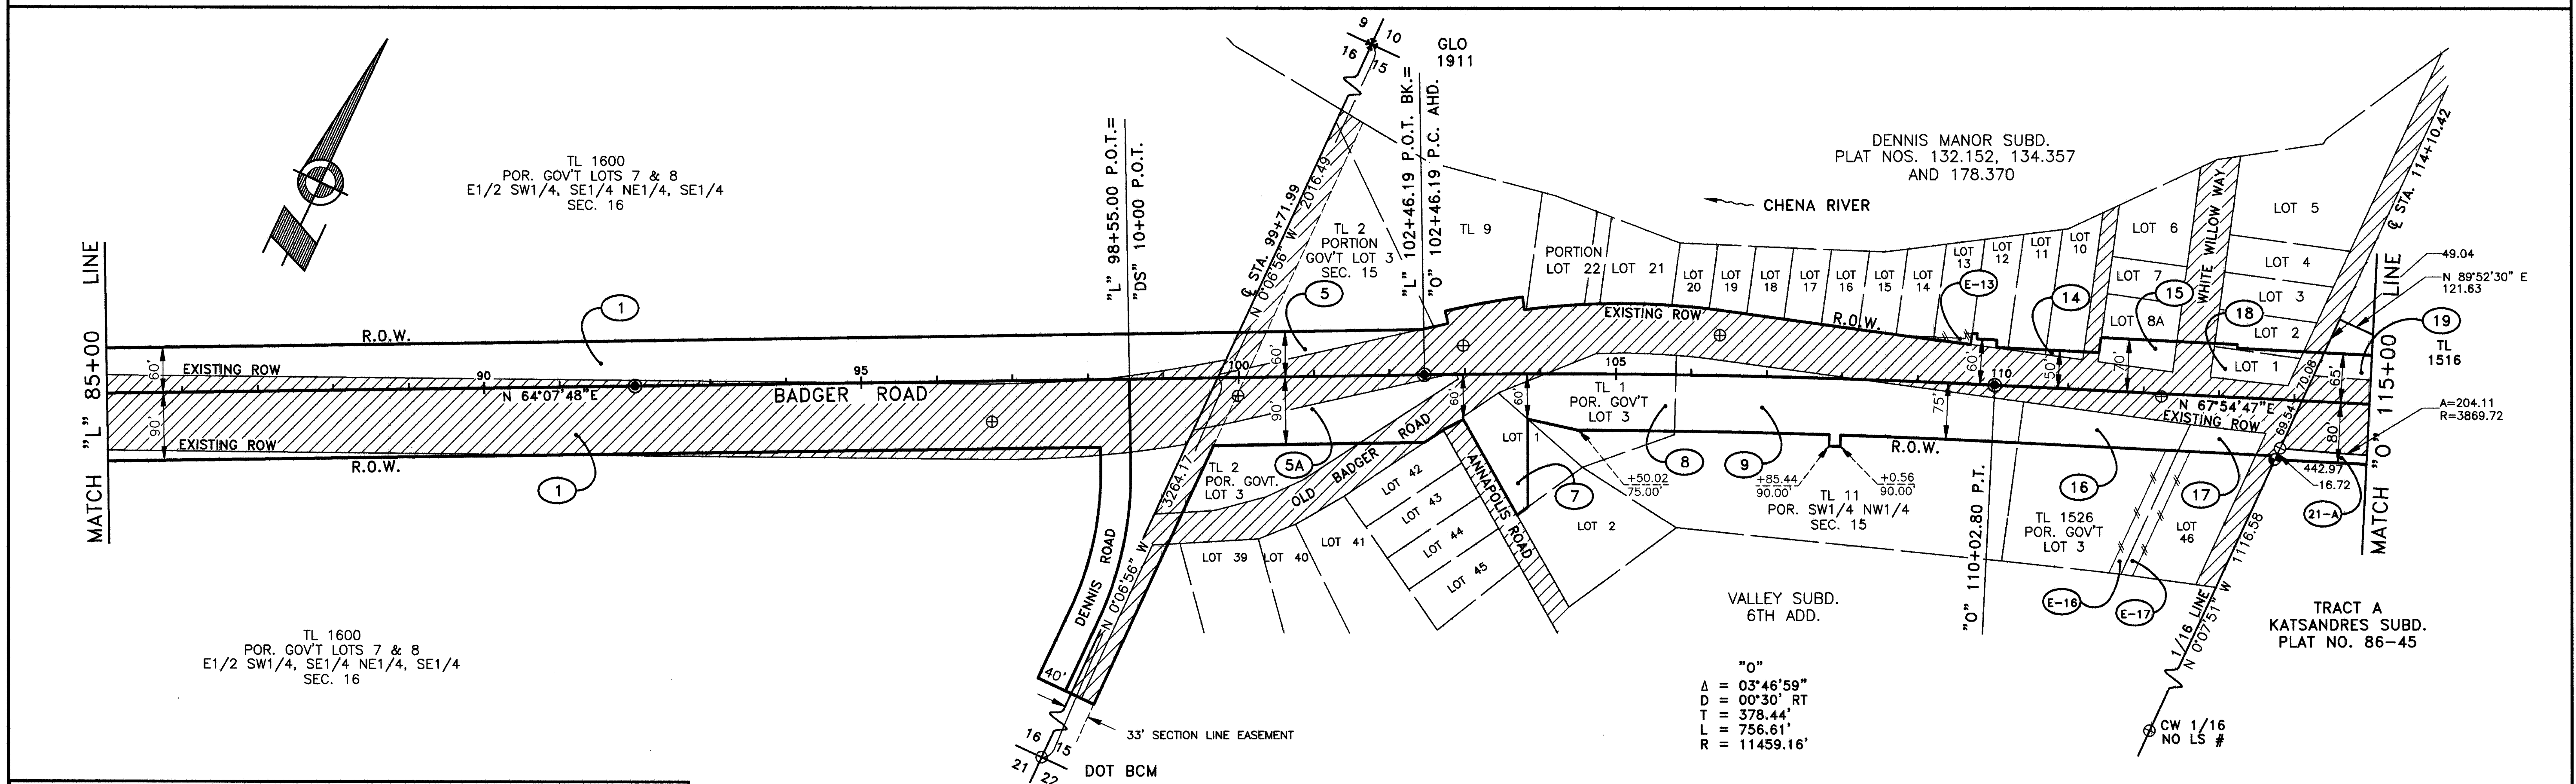 9 10
16 15
GLO
1911
TL 1600
POR. GOV'T LOTS 7 & 8
E1/2 SW1/4, SE1/4 NE1/4, SE1/4
SEC. 16
"L" 98+55.00 P.O.T.=
"DS" 10+00 P.O.T.
℄ STA. 99+71.99
N 0°06'56" W
2016.49
"L" 102+46.19 P.O.T. BK.=
"O" 102+46.19 P.C. AHD.
TL 2
PORTION
GOV'T LOT 3
SEC. 15
TL 9
DENNIS MANOR SUBD.
PLAT NOS. 132.152, 134.357
AND 178.370
CHENA RIVER
PORTION
LOT 22
LOT 21
LOT
20
LOT
19
LOT
18
LOT
17
LOT
16
LOT
15
LOT
14
LOT
13
LOT
12
LOT
11
LOT
10
LOT 6
LOT 7
LOT 8A
WHITE WILLOW WAY
LOT 5
LOT 4
LOT 3
LOT 2
LOT 1
℄ STA. 114+10.42
49.04
N 89°52'30" E
121.63
MATCH "L" 85+00 LINE
MATCH "O" 115+00 LINE
1
5
E-13
14
15
18
19
TL
1516
R.O.W.
EXISTING ROW
60'
90'
90
N 64°07'48"E
BADGER ROAD
95
100
60'
90'
EXISTING ROW
R.O.W.
105
60'
60'
TL 1
POR. GOV'T
LOT 3
60'
50'
70'
65'
110
75'
70.08
69.54
N 67°54'47"E
EXISTING ROW
80'
A=204.11
R=3869.72
EXISTING ROW
R.O.W.
1
3264.17
TL 2
POR. GOVT.
LOT 3
5A
OLD BADGER ROAD
ANNAPOLIS ROAD
LOT 1
7
8
9
+50.02
75.00'
+85.44
90.00'
+0.56
90.00'
R.O.W.
TL 11
POR. SW1/4 NW1/4
SEC. 15
16
17
442.97
16.72
21-A
LOT 42
LOT 43
LOT 44
LOT 45
LOT 39
LOT 40
LOT 41
LOT 2
"O" 110+02.80 P.T.
TL 1526
POR. GOV'T
LOT 3
LOT
46
E-16
E-17
1116.58
1/16 LINE
N 0°07'51" W
DENNIS ROAD
N 0°06'56" W
40'
TL 1600
POR. GOV'T LOTS 7 & 8
E1/2 SW1/4, SE1/4 NE1/4, SE1/4
SEC. 16
VALLEY SUBD.
6TH ADD.
TRACT A
KATSANDRES SUBD.
PLAT NO. 86-45
"O"
Δ = 03°46'59"
D = 00°30' RT
T = 378.44'
L = 756.61'
R = 11459.16'
33' SECTION LINE EASEMENT
16 15
21 22
DOT BCM
CW 1/16
NO LS #